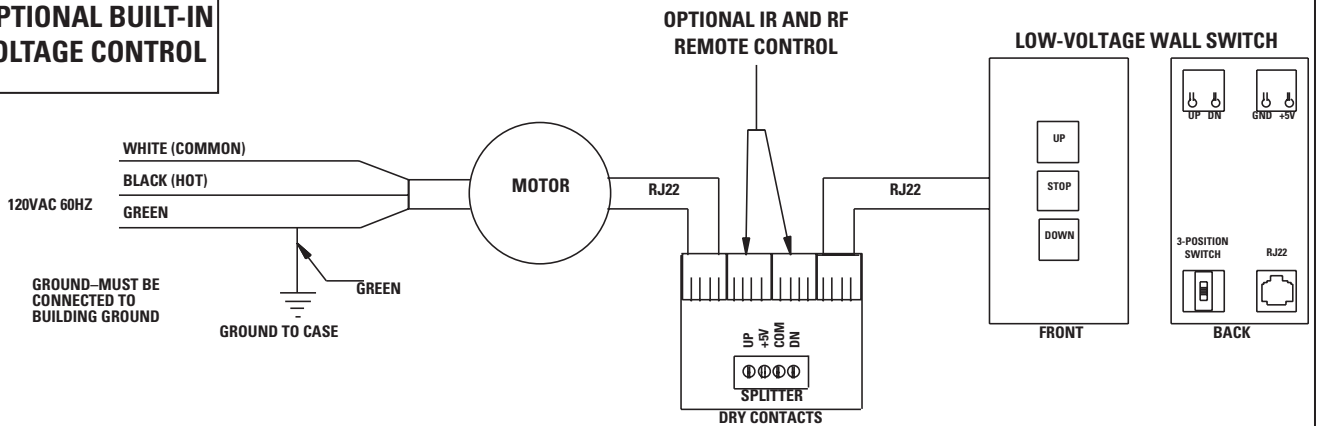 PTIONAL BUILT-IN
OLTAGE CONTROL
OPTIONAL IR AND RF
REMOTE CONTROL
LOW-VOLTAGE WALL SWITCH
120VAC 60HZ
WHITE (COMMON)
BLACK (HOT)
GREEN
GROUND–MUST BE
CONNECTED TO
BUILDING GROUND
GREEN
GROUND TO CASE
MOTOR
RJ22
RJ22
UP
+5V
COM
DN
SPLITTER
DRY CONTACTS
UP
STOP
DOWN
FRONT
UP DN
GND +5V
3-POSITION
SWITCH
RJ22
BACK